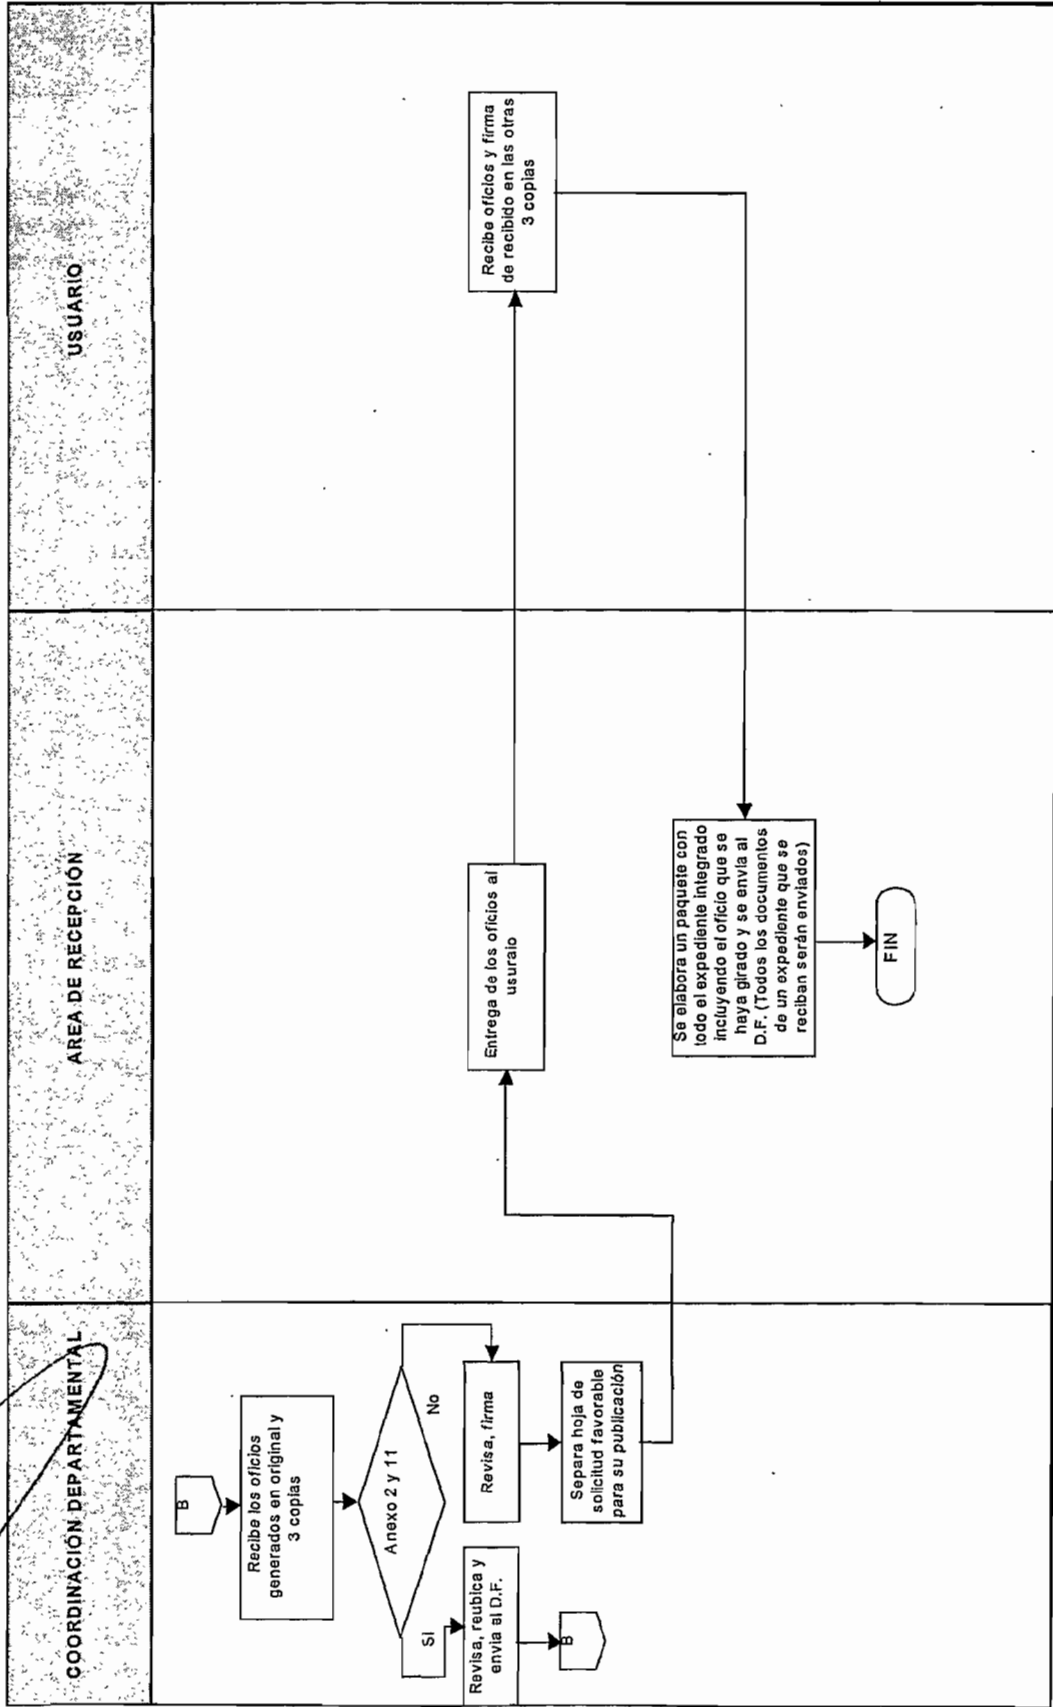 COORDINACIÓN DEPARTAMENTAL
AREA DE RECEPCIÓN
USUARIO
B
Recibe los oficios
generados en original y
3 copias
Anexo 2 y 11
SI
No
Revisa, reubica y
envia al D.F.
B
Revisa, firma
Separa hoja de
solicitud favorable
para su publicación
Entrega de los oficios al
usuraio
Recibe oficios y firma
de recibido en las otras
3 copias
Se elabora un paquete con
todo el expediente integrado
incluyendo el oficio que se
haya girado y se envia al
D.F. (Todos los documentos
de un expediente que se
reciban serán enviados)
FIN